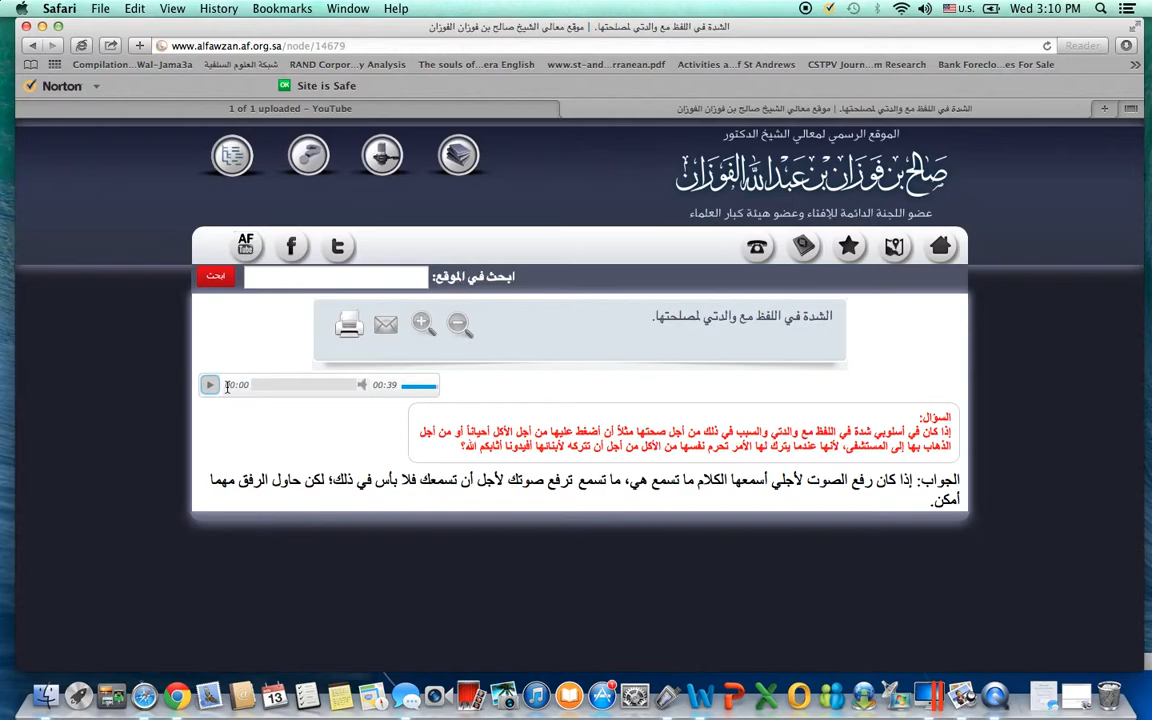 Safari File Edit View History Bookmarks Window Help U.S. Wed 3:10 PM
الشدة في اللفظ مع والدتي لمصلحتها. | موقع معالي الشيخ صالح بن فوزان الفوزان
www.alfawzan.af.org.sa/node/14679 Reader
Compilation...Wal-Jama3a شبكة العلوم السلفية RAND Corpor...y Analysis The souls of...era English www.st-and...rranean.pdf Activities a...f St Andrews CSTPV Journ...m Research Bank Foreclo...es For Sale
Norton OK Site is Safe
1 of 1 uploaded – YouTube
الشدة في اللفظ مع والدتي لمصلحتها. | موقع معالي الشيخ صالح بن فوزان الفوزان
الموقع الرسمي لمعالي الشيخ الدكتور
صالح بن فوزان بن عبدالله الفوزان
عضو اللجنة الدائمة للإفتاء وعضو هيئة كبار العلماء
AF
Tube
ابحث في الموقع: ابحث
الشدة في اللفظ مع والدتي لمصلحتها.
00:00 00:39
السؤال:
إذا كان في أسلوبي شدة في اللفظ مع والدتي والسبب في ذلك من أجل صحتها مثلاً أن أضغط عليها من أجل الأكل أحياناً أو من أجل
الذهاب بها إلى المستشفى، لأنها عندما يترك لها الأمر تحرم نفسها من الأكل من أجل أن تتركه لأبنائها أفيدونا أثابكم الله؟
الجواب: إذا كان رفع الصوت لأجلي أسمعها الكلام ما تسمع هي، ما تسمع ترفع صوتك لأجل أن تسمعك فلا بأس في ذلك؛ لكن حاول الرفق مهما
أمكن.
13